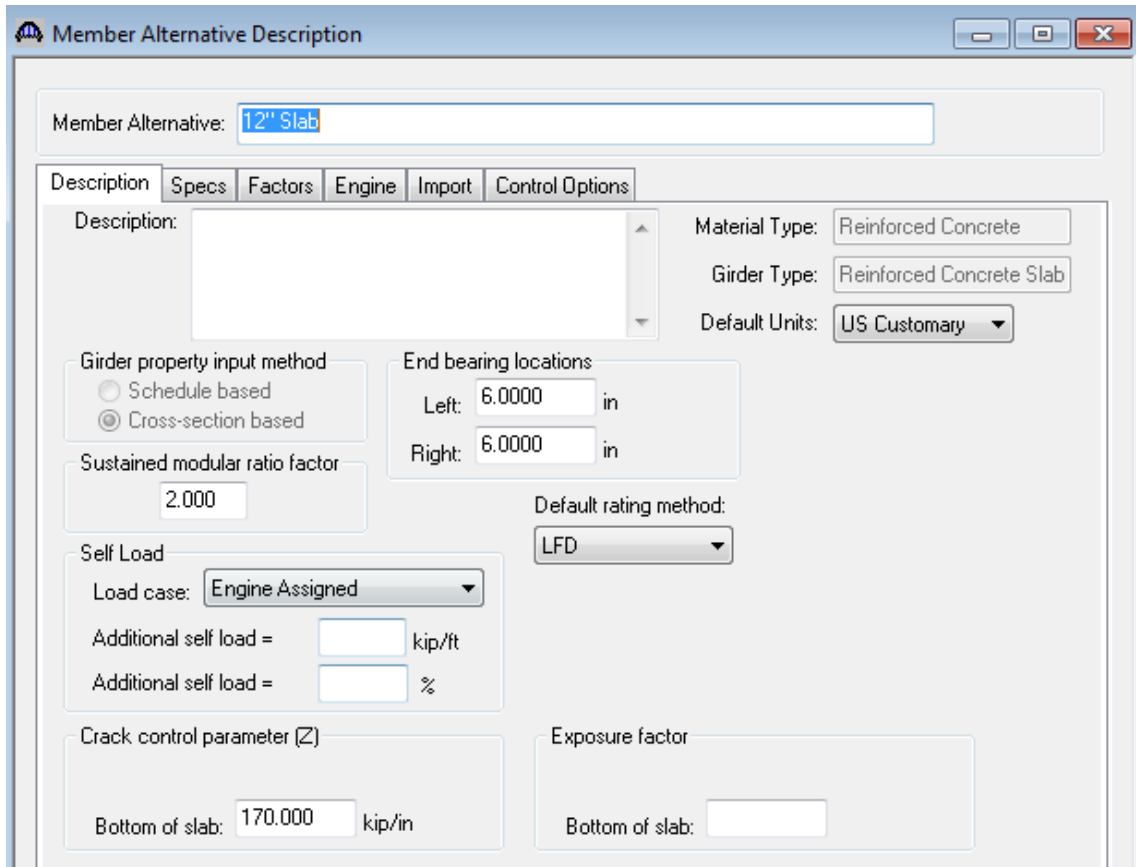 Member Alternative Description
Member Alternative: 12" Slab
Description Specs Factors Engine Import Control Options
Description:
Material Type: Reinforced Concrete
Girder Type: Reinforced Concrete Slab
Default Units: US Customary
Girder property input method
Schedule based
Cross-section based
End bearing locations
Left: 6.0000 in
Right: 6.0000 in
Sustained modular ratio factor
2.000
Default rating method:
LFD
Self Load
Load case: Engine Assigned
Additional self load = kip/ft
Additional self load = %
Crack control parameter (Z)
Bottom of slab: 170.000 kip/in
Exposure factor
Bottom of slab: